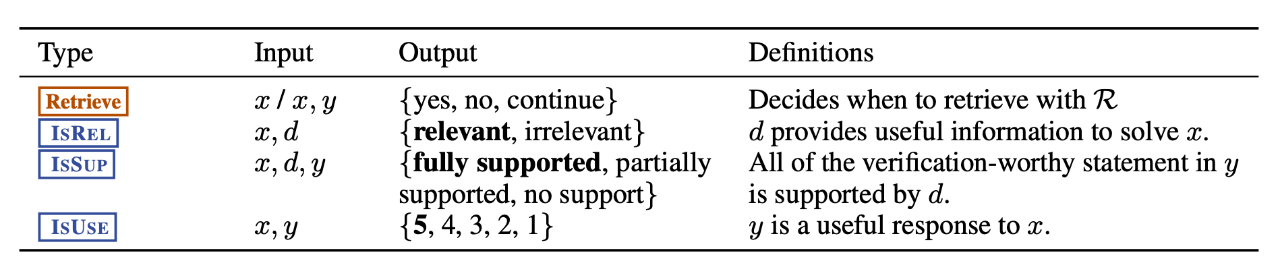 Type Input Output Definitions
Retrieve x / x, y {yes, no, continue} Decides when to retrieve with R
IsRel x, d {relevant, irrelevant} d provides useful information to solve x.
IsSup x, d, y {fully supported, partially All of the verification-worthy statement in y
supported, no support} is supported by d.
IsUse x, y {5, 4, 3, 2, 1} y is a useful response to x.